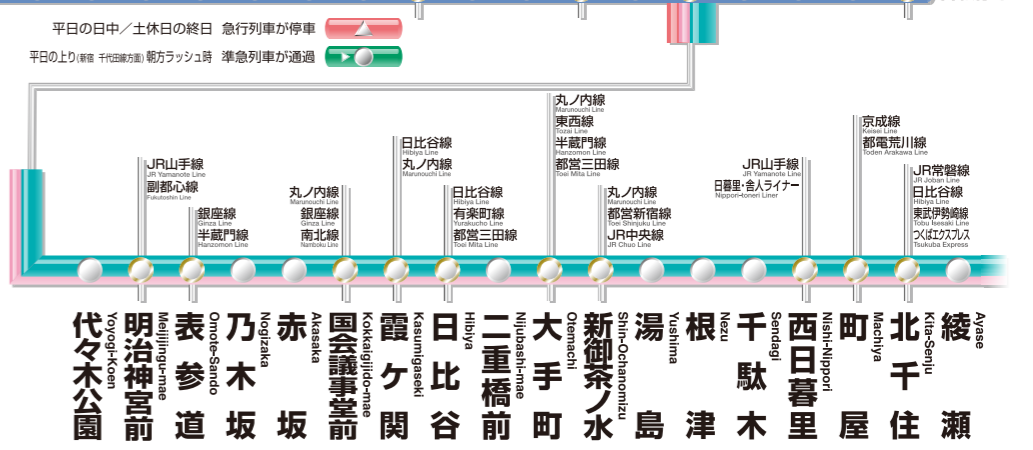 平日の日中／土休日の終日 急行列車が停車
平日の上り(新宿 千代田線方面)朝方ラッシュ時 準急列車が通過
JR山手線
JR Yamanote Line
副都心線
Fukutoshin Line
銀座線
Ginza Line
半蔵門線
Hanzomon Line
丸ノ内線
Marunouchi Line
銀座線
Ginza Line
南北線
Namboku Line
日比谷線
Hibiya Line
丸ノ内線
Marunouchi Line
日比谷線
Hibiya Line
有楽町線
Yurakucho Line
都営三田線
Toei Mita Line
丸ノ内線
Marunouchi Line
東西線
Tozai Line
半蔵門線
Hanzomon Line
都営三田線
Toei Mita Line
丸ノ内線
Marunouchi Line
都営新宿線
Toei Shinjuku Line
JR中央線
JR Chuo Line
JR山手線
JR Yamanote Line
日暮里・舎人ライナー
Nippori-toneri Liner
京成線
Keisei Line
都電荒川線
Toden Arakawa Line
JR常磐線
JR Joban Line
日比谷線
Hibiya Line
東武伊勢崎線
Tobu Isesaki Line
つくばエクスプレス
Tsukuba Express
代々木公園
Yoyogi-Koen
明治神宮前
Meijijingu-mae
表参道
Omote-Sando
乃木坂
Nogizaka
赤坂
Akasaka
国会議事堂前
Kokkaigijido-mae
霞ケ関
Kasumigaseki
日比谷
Hibiya
二重橋前
Nijubashi-mae
大手町
Otemachi
新御茶ノ水
Shin-Ochanomizu
湯島
Yushima
根津
Nezu
千駄木
Sendagi
西日暮里
Nishi-Nippori
町屋
Machiya
北千住
Kita-Senju
綾瀬
Ayase